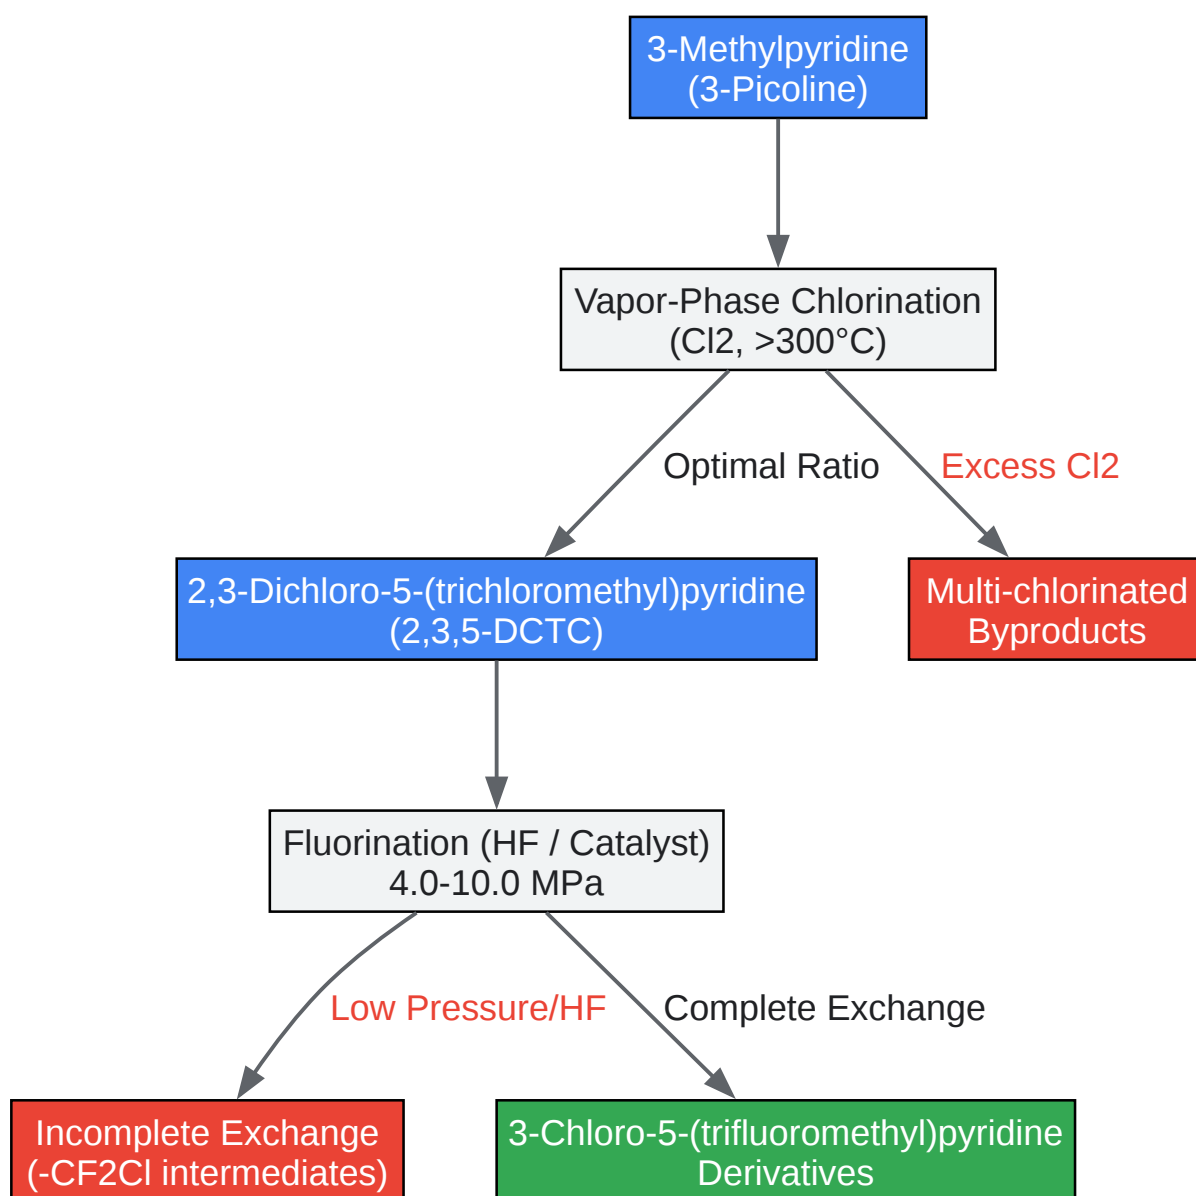 3-Methylpyridine
(3-Picoline)
Vapor-Phase Chlorination
(Cl2, >300°C)
Optimal Ratio
Excess Cl2
2,3-Dichloro-5-(trichloromethyl)pyridine
(2,3,5-DCTC)
Multi-chlorinated
Byproducts
Fluorination (HF / Catalyst)
4.0-10.0 MPa
Low Pressure/HF
Complete Exchange
Incomplete Exchange
(-CF2Cl intermediates)
3-Chloro-5-(trifluoromethyl)pyridine
Derivatives